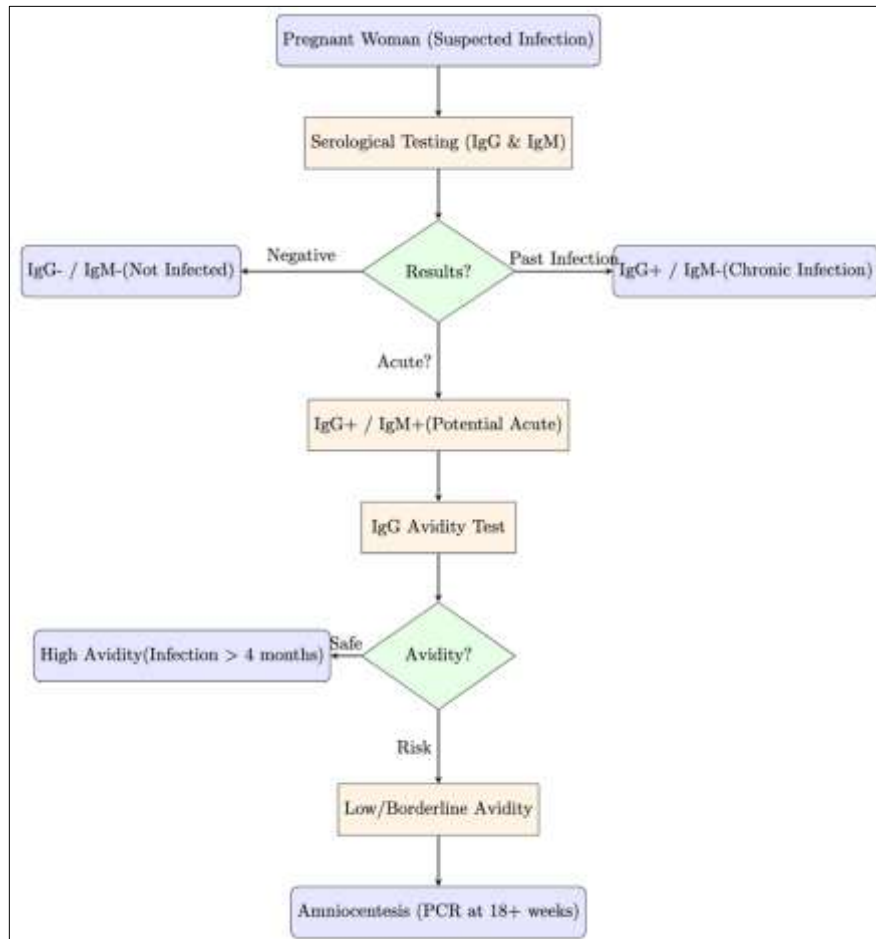 Pregnant Woman (Suspected Infection)
Serological Testing (IgG & IgM)
Negative
Past Infection
IgG- / IgM-(Not Infected)
Results?
IgG+ / IgM-(Chronic Infection)
Acute?
IgG+ / IgM+(Potential Acute)
IgG Avidity Test
Safe
High Avidity(Infection > 4 months)
Avidity?
Risk
Low/Borderline Avidity
Amniocentesis (PCR at 18+ weeks)